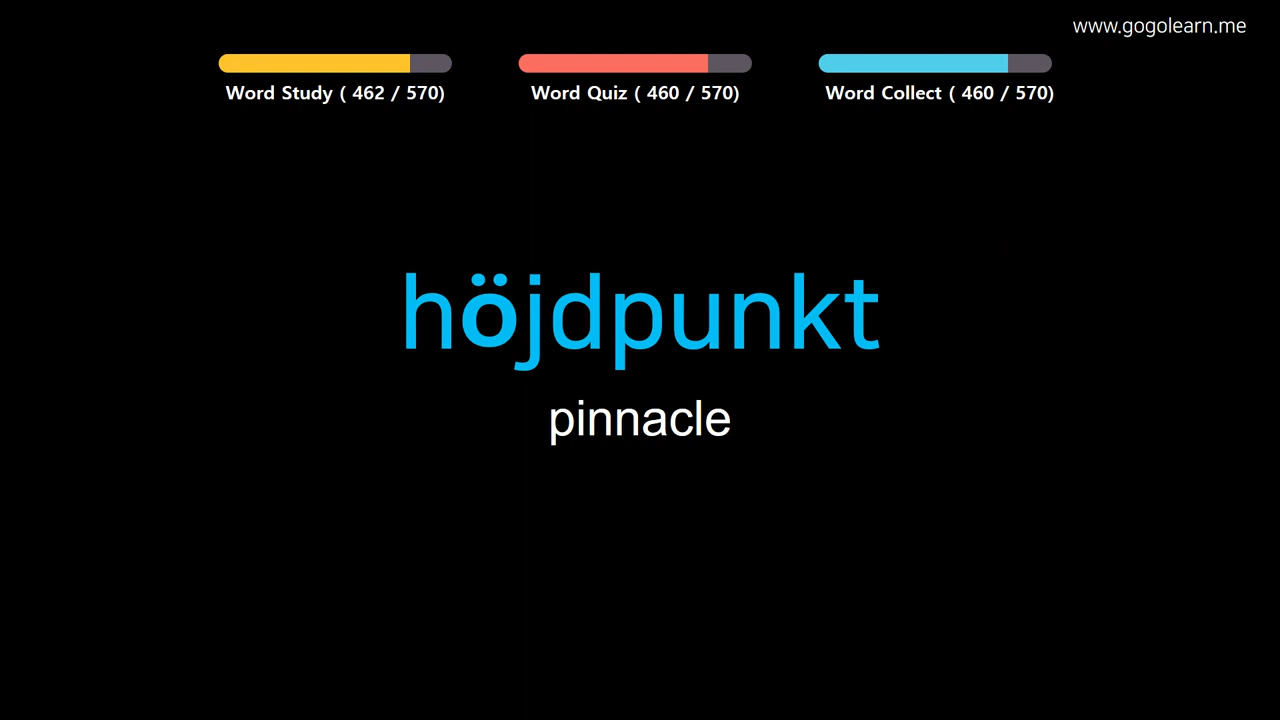 www.gogolearn.me
Word Study ( 462 / 570)
Word Quiz ( 460 / 570)
Word Collect ( 460 / 570)
höjdpunkt
pinnacle